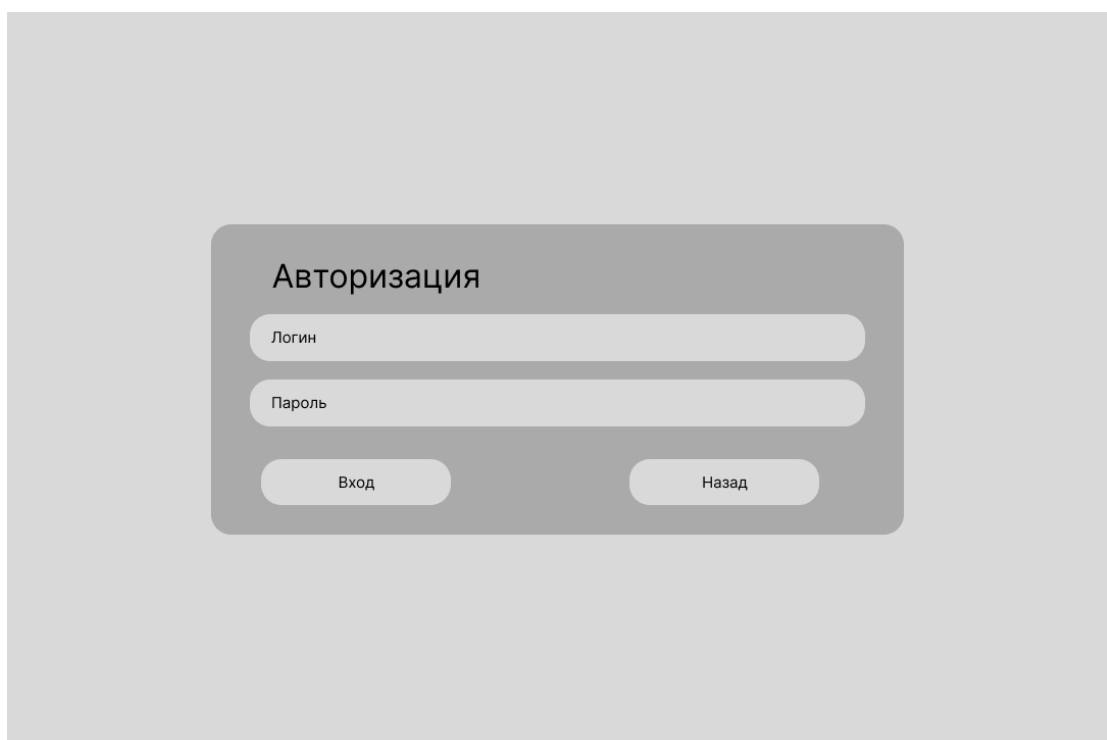 Авторизация
Логин
Пароль
Вход
Назад